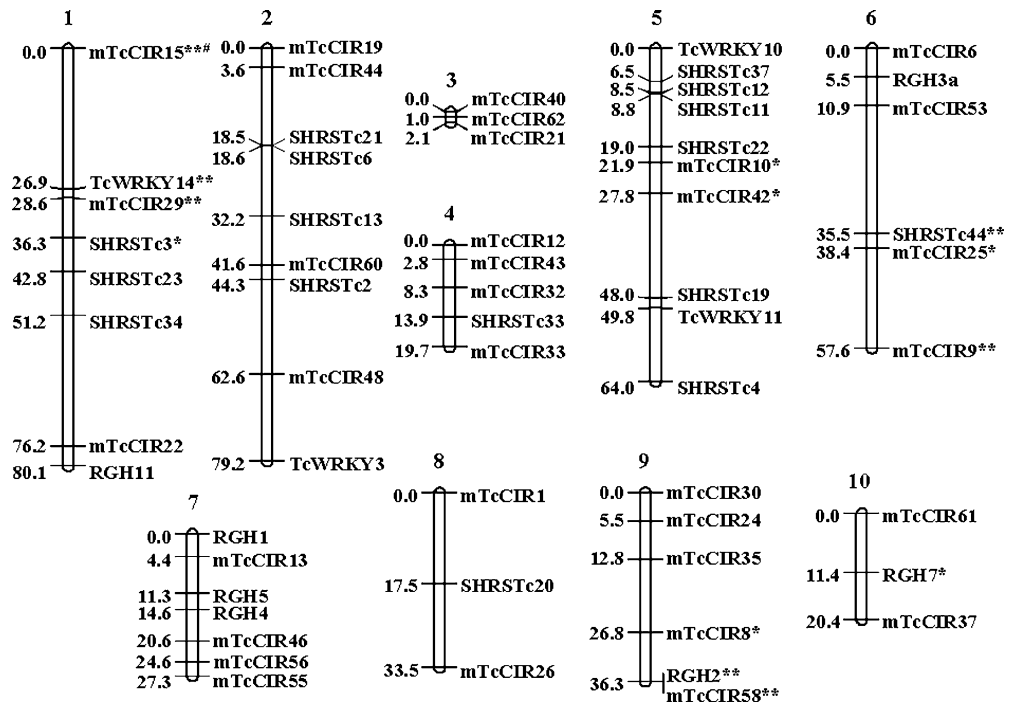 1
0.0 mTcCIR15**#
26.9 TcWRKY14**
28.6 mTcCIR29**
36.3 SHRSTc3*
42.8 SHRSTc23
51.2 SHRSTc34
76.2 mTcCIR22
80.1 RGH11
2
0.0 mTcCIR19
3.6 mTcCIR44
18.5 SHRSTc21
18.6 SHRSTc6
32.2 SHRSTc13
41.6 mTcCIR60
44.3 SHRSTc2
62.6 mTcCIR48
79.2 TcWRKY3
3
0.0 mTcCIR40
1.0 mTcCIR62
2.1 mTcCIR21
4
0.0 mTcCIR12
2.8 mTcCIR43
8.3 mTcCIR32
13.9 SHRSTc33
19.7 mTcCIR33
5
0.0 TcWRKY10
6.5 SHRSTc37
8.5 SHRSTc12
8.8 SHRSTc11
19.0 SHRSTc22
21.9 mTcCIR10*
27.8 mTcCIR42*
48.0 SHRSTc19
49.8 TcWRKY11
64.0 SHRSTc4
6
0.0 mTcCIR6
5.5 RGH3a
10.9 mTcCIR53
35.5 SHRSTc44**
38.4 mTcCIR25*
57.6 mTcCIR9**
7
0.0 RGH1
4.4 mTcCIR13
11.3 RGH5
14.6 RGH4
20.6 mTcCIR46
24.6 mTcCIR56
27.3 mTcCIR55
8
0.0 mTcCIR1
17.5 SHRSTc20
33.5 mTcCIR26
9
0.0 mTcCIR30
5.5 mTcCIR24
12.8 mTcCIR35
26.8 mTcCIR8*
36.3 RGH2**
mTcCIR58**
10
0.0 mTcCIR61
11.4 RGH7*
20.4 mTcCIR37